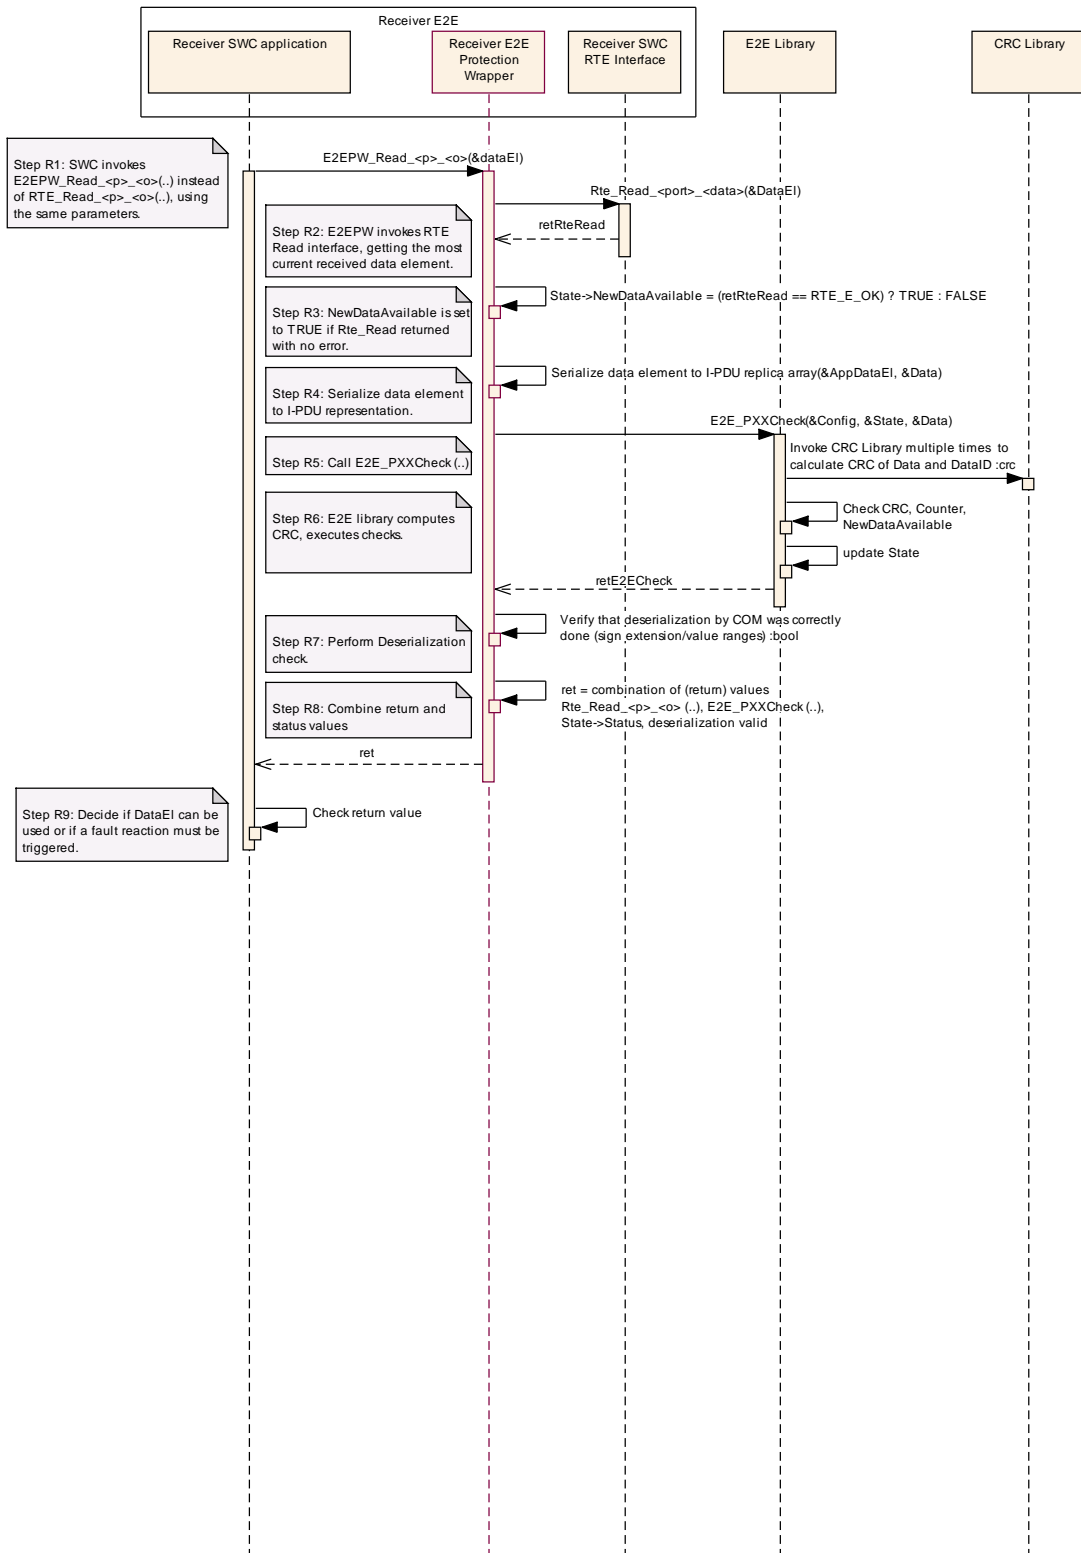 Receiver E2E
Receiver SWC application
Receiver E2E
Protection
Wrapper
Receiver SWC
RTE Interface
E2E Library
CRC Library
Step R1: SWC invokes
E2EPW_Read_<p>_<o>(..) instead
of RTE_Read_<p>_<o>(..), using
the same parameters.
E2EPW_Read_<p>_<o>(&dataEl)
Rte_Read_<port>_<data>(&DataEl)
Step R2: E2EPW invokes RTE
Read interface, getting the most
current received data element.
retRteRead
Step R3: NewDataAvailable is set
to TRUE if Rte_Read returned
with no error.
State->NewDataAvailable = (retRteRead == RTE_E_OK) ? TRUE : FALSE
Step R4: Serialize data element
to I-PDU representation.
Serialize data element to I-PDU replica array(&AppDataEl, &Data)
E2E_PXXCheck(&Config, &State, &Data)
Step R5: Call E2E_PXXCheck(..)
Invoke CRC Library multiple times to
calculate CRC of Data and DataID :crc
Step R6: E2E library computes
CRC, executes checks.
Check CRC, Counter,
NewDataAvailable
update State
retE2ECheck
Step R7: Perform Deserialization
check.
Verify that deserialization by COM was correctly
done (sign extension/value ranges) :bool
Step R8: Combine return and
status values
ret = combination of (return) values
Rte_Read_<p>_<o> (..), E2E_PXXCheck(..),
State->Status, deserialization valid
ret
Step R9: Decide if DataEl can be
used or if a fault reaction must be
triggered.
Check return value